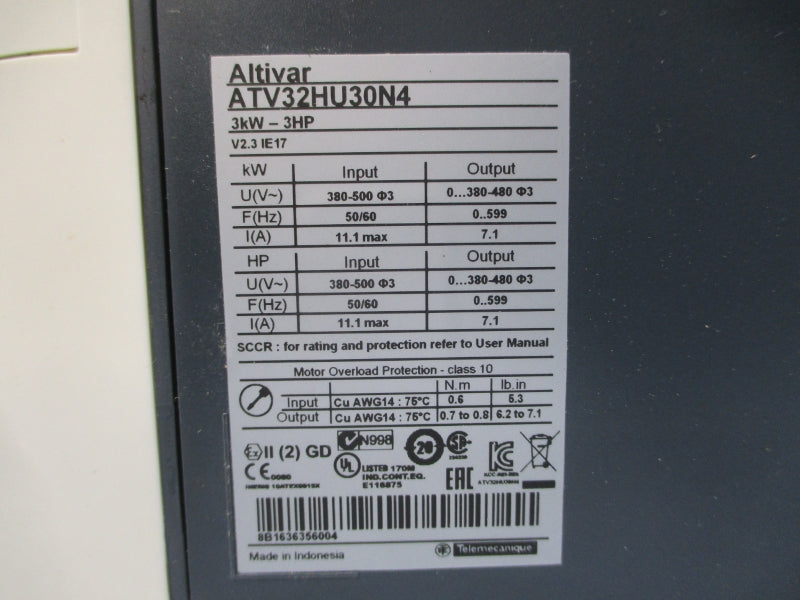 Altivar
ATV32HU30N4
3kW – 3HP
V2.3 IE17
kW Input Output
U(V~) 380-500 Φ3 0...380-480 Φ3
F(Hz) 50/60 0..599
I(A) 11.1 max 7.1
HP Input Output
U(V~) 380-500 Φ3 0...380-480 Φ3
F(Hz) 50/60 0..599
I(A) 11.1 max 7.1
SCCR : for rating and protection refer to User Manual
Motor Overload Protection - class 10
N.m lb.in
Input Cu AWG14 : 75°C 0.6 5.3
Output Cu AWG14 : 75°C 0.7 to 0.8 6.2 to 7.1
Ex II (2) GD N998 20
CE 0080 UL LISTED 170M
IND.CONT.EQ.
E116875 EAC
8B1636356004
Made in Indonesia Telemecanique